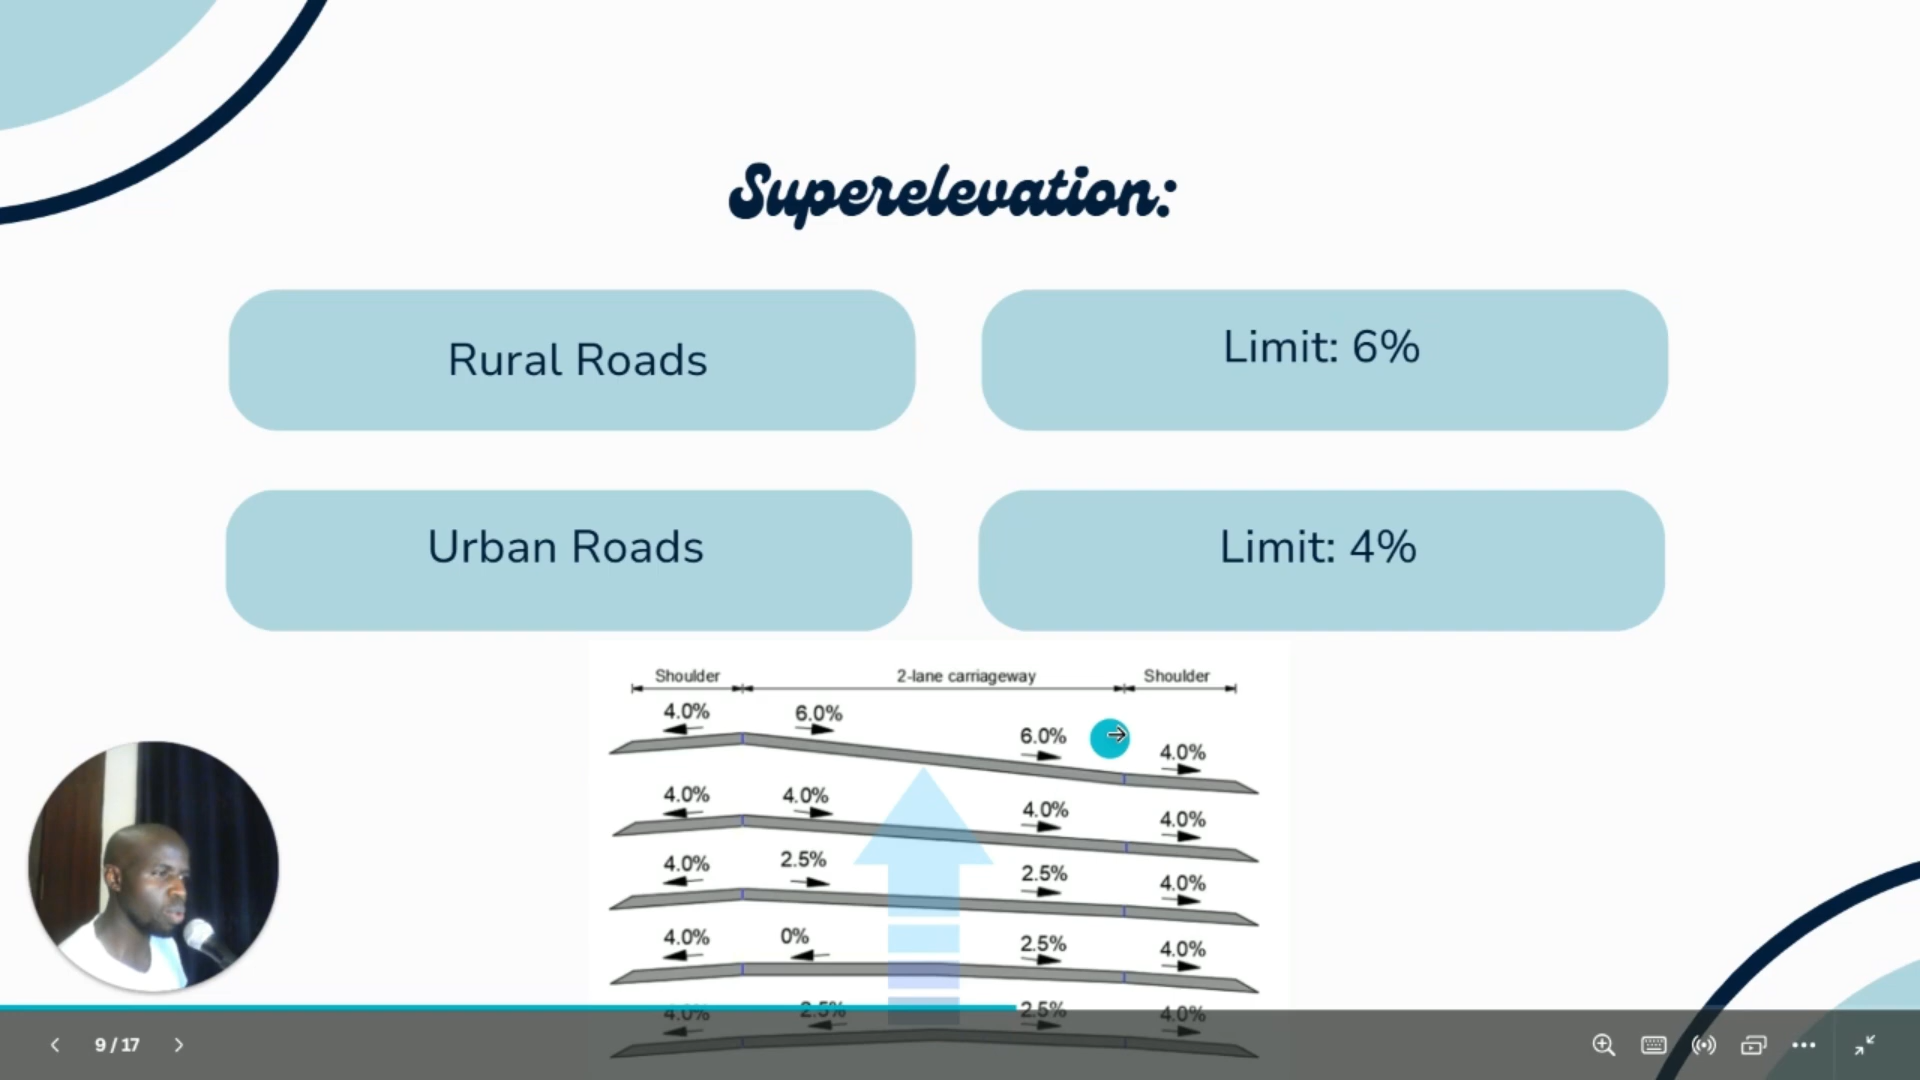 Superelevation:
Rural Roads
Limit: 6%
Urban Roads
Limit: 4%
Shoulder 2-lane carriageway Shoulder
4.0% 6.0% 6.0% 4.0%
4.0% 4.0% 4.0% 4.0%
4.0% 2.5% 2.5% 4.0%
4.0% 0% 2.5% 4.0%
4.0% 2.5% 2.5% 4.0%
9 / 17